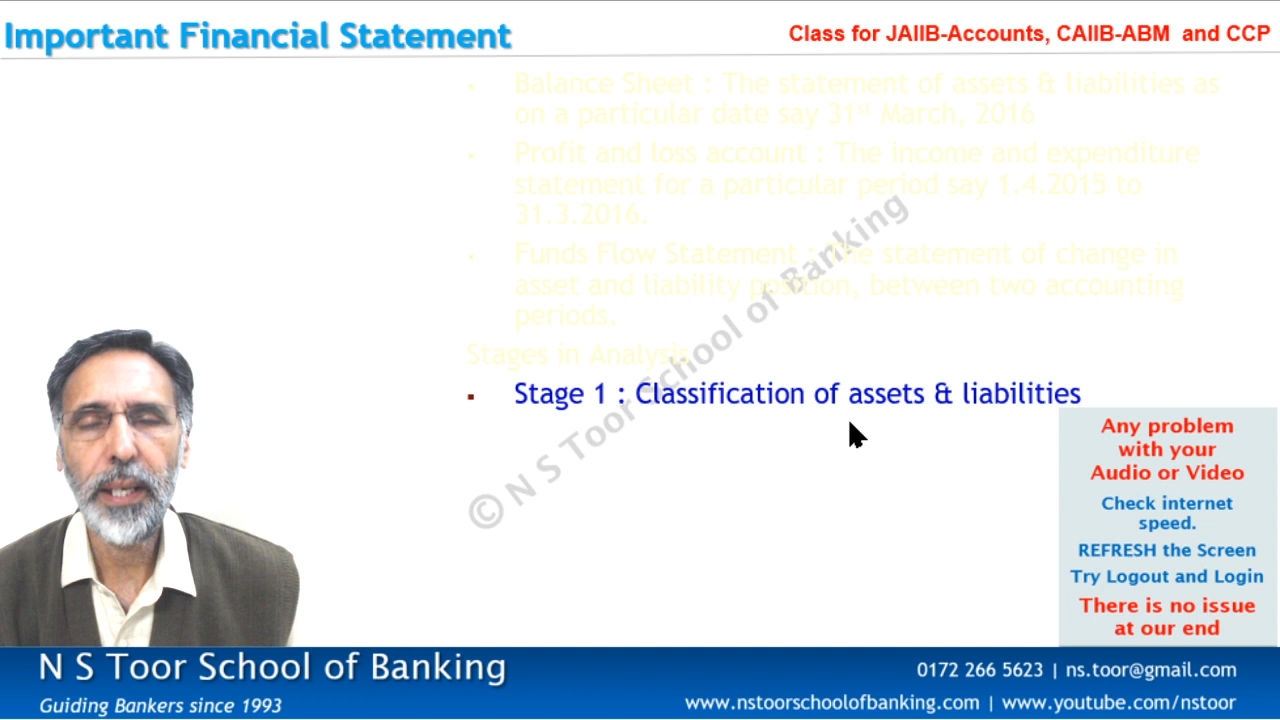 Important Financial Statement
Class for JAIIB-Accounts, CAIIB-ABM and CCP
▪ Balance Sheet : The statement of assets & liabilities as
on a particular date say 31st March, 2016
▪ Profit and loss account : The income and expenditure
statement for a particular period say 1.4.2015 to
31.3.2016.
▪ Funds Flow Statement : The statement of change in
asset and liability position, between two accounting
periods.
Stages in Analysis
▪ Stage 1 : Classification of assets & liabilities
© N S Toor School of Banking
Any problem
with your
Audio or Video
Check internet
speed.
REFRESH the Screen
Try Logout and Login
There is no issue
at our end
N S Toor School of Banking
Guiding Bankers since 1993
0172 266 5623 | ns.toor@gmail.com
www.nstoorschoolofbanking.com | www.youtube.com/nstoor